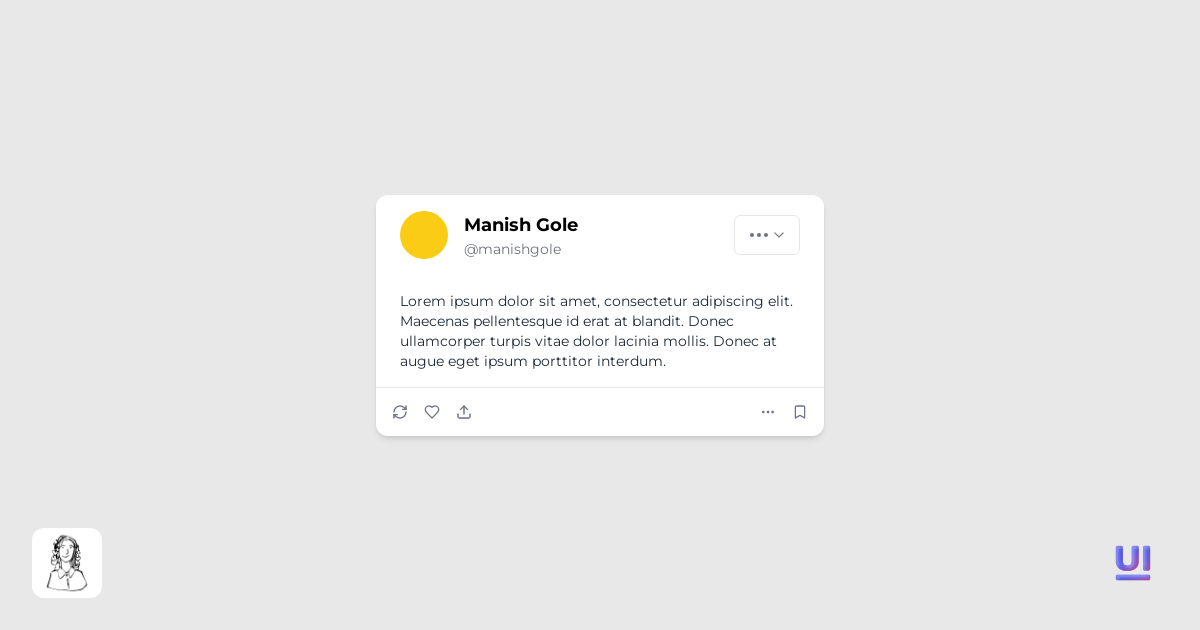 Manish Gole
@manishgole
Lorem ipsum dolor sit amet, consectetur adipiscing elit.
Maecenas pellentesque id erat at blandit. Donec
ullamcorper turpis vitae dolor lacinia mollis. Donec at
augue eget ipsum porttitor interdum.
UI